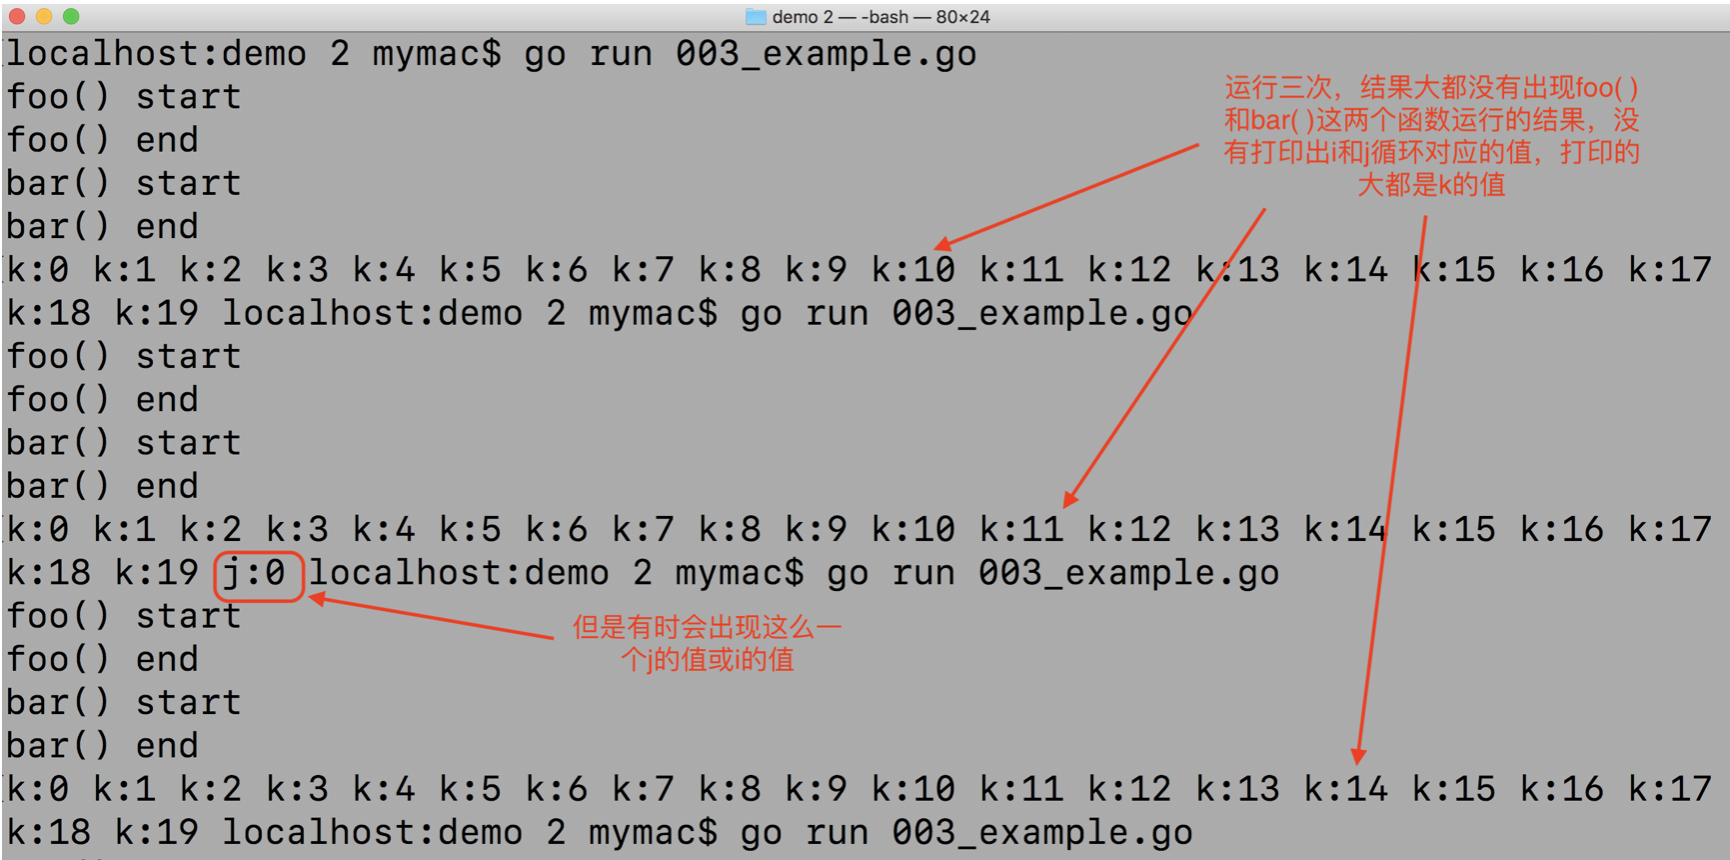 demo 2 — -bash — 80×24
localhost:demo 2 mymac$ go run 003_example.go
foo() start
foo() end
bar() start
bar() end
k:0 k:1 k:2 k:3 k:4 k:5 k:6 k:7 k:8 k:9 k:10 k:11 k:12 k:13 k:14 k:15 k:16 k:17
k:18 k:19 localhost:demo 2 mymac$ go run 003_example.go
foo() start
foo() end
bar() start
bar() end
k:0 k:1 k:2 k:3 k:4 k:5 k:6 k:7 k:8 k:9 k:10 k:11 k:12 k:13 k:14 k:15 k:16 k:17
k:18 k:19 j:0 localhost:demo 2 mymac$ go run 003_example.go
foo() start
foo() end
bar() start
bar() end
k:0 k:1 k:2 k:3 k:4 k:5 k:6 k:7 k:8 k:9 k:10 k:11 k:12 k:13 k:14 k:15 k:16 k:17
k:18 k:19 localhost:demo 2 mymac$ go run 003_example.go
运行三次，结果大都没有出现foo( )
和bar( )这两个函数运行的结果，没
有打印出i和j循环对应的值，打印的
大都是k的值
但是有时会出现这么一
个j的值或i的值